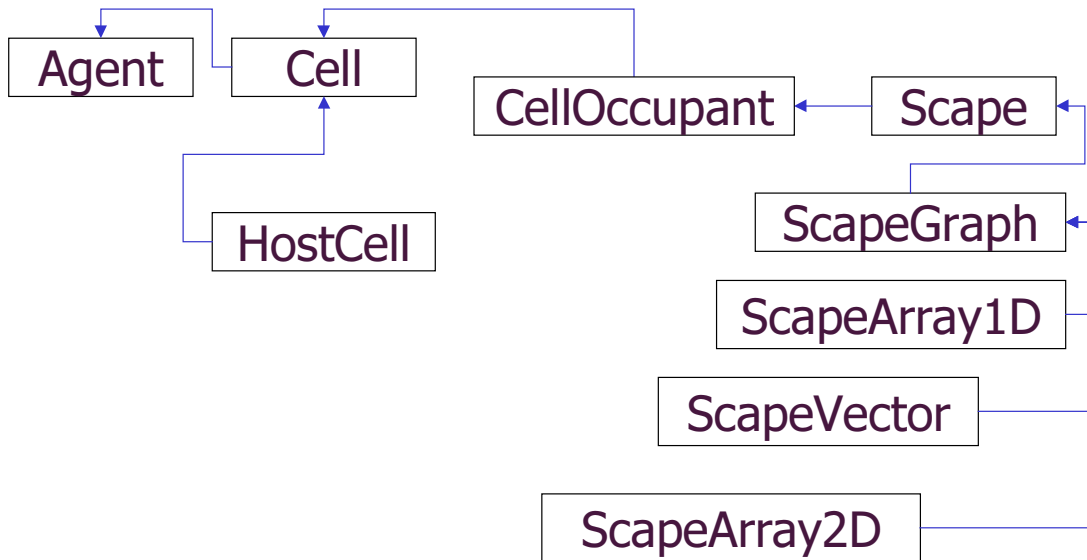 Agent
Cell
CellOccupant
Scape
HostCell
ScapeGraph
ScapeArray1D
ScapeVector
ScapeArray2D